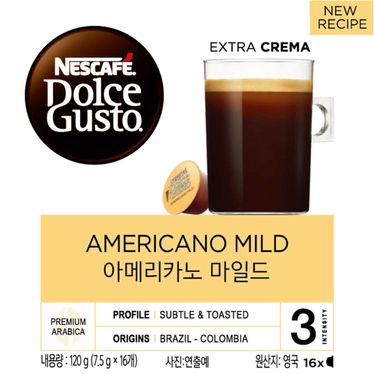 NEW
RECIPE
EXTRA CREMA
NESCAFÉ
Dolce
Gusto
AMERICANO MILD
아메리카노 마일드
PREMIUM
ARABICA
PROFILE | SUBTLE & TOASTED
ORIGINS | BRAZIL - COLOMBIA
3
INTENSITY
내용량 : 120 g (7.5 g × 16개)
사진:연출예
원산지: 영국
16x